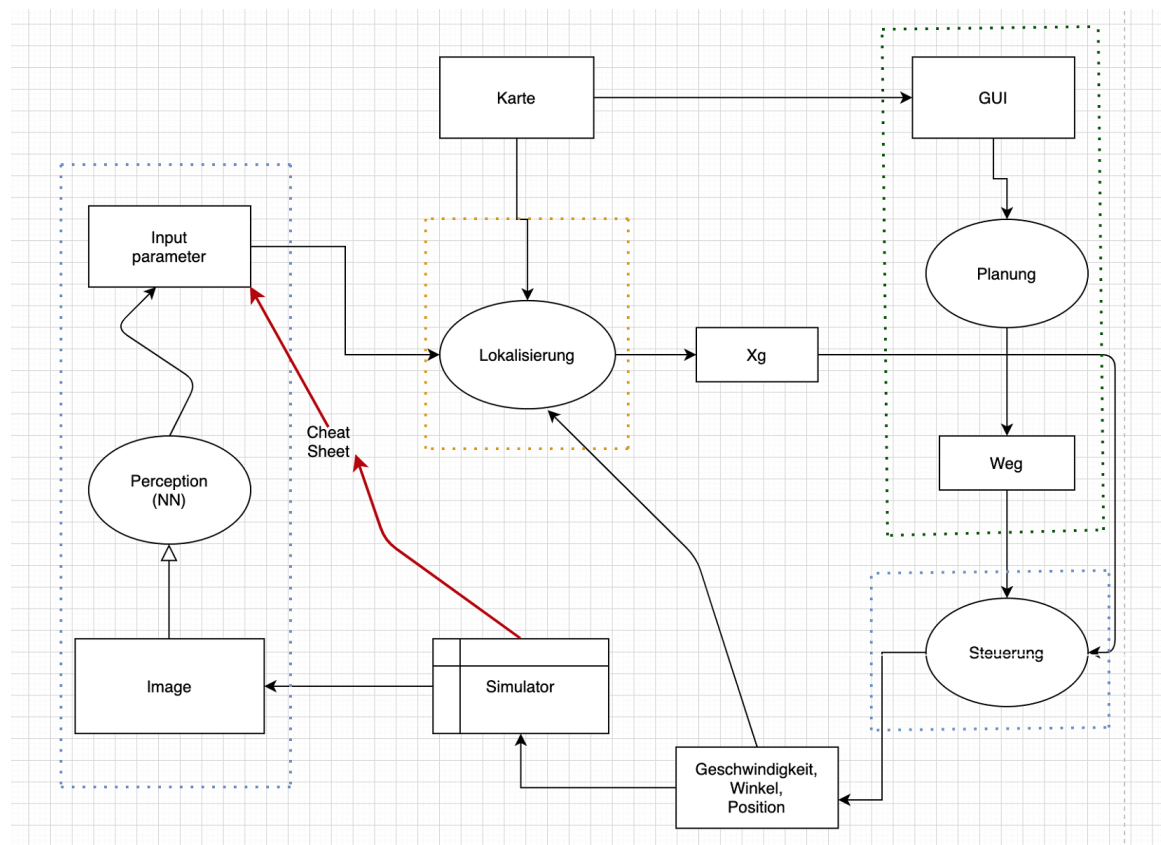 Karte
GUI
Input
parameter
Planung
Lokalisierung
Xg
Cheat
Sheet
Weg
Perception
(NN)
Steuerung
Image
Simulator
Geschwindigkeit,
Winkel,
Position